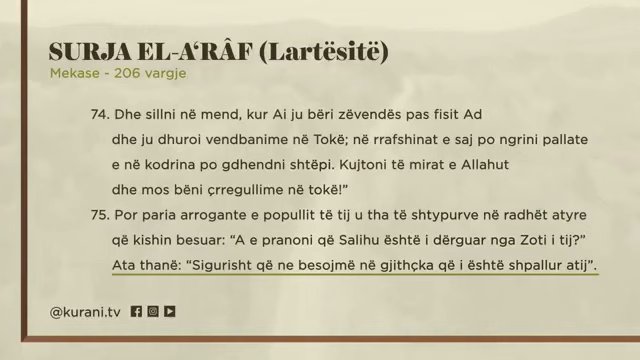 SURJA EL-A‘RÂF (Lartësitë)
Mekase - 206 vargje
74. Dhe sillni në mend, kur Ai ju bëri zëvendës pas fisit Ad
dhe ju dhuroi vendbanime në Tokë; në rrafshinat e saj po ngrini pallate
e në kodrina po gdhendni shtëpi. Kujtoni të mirat e Allahut
dhe mos bëni çrregullime në tokë!”
75. Por paria arrogante e popullit të tij u tha të shtypurve në radhët atyre
që kishin besuar: “A e pranoni që Salihu është i dërguar nga Zoti i tij?”
Ata thanë: “Sigurisht që ne besojmë në gjithçka që i është shpallur atij”.
@kurani.tv